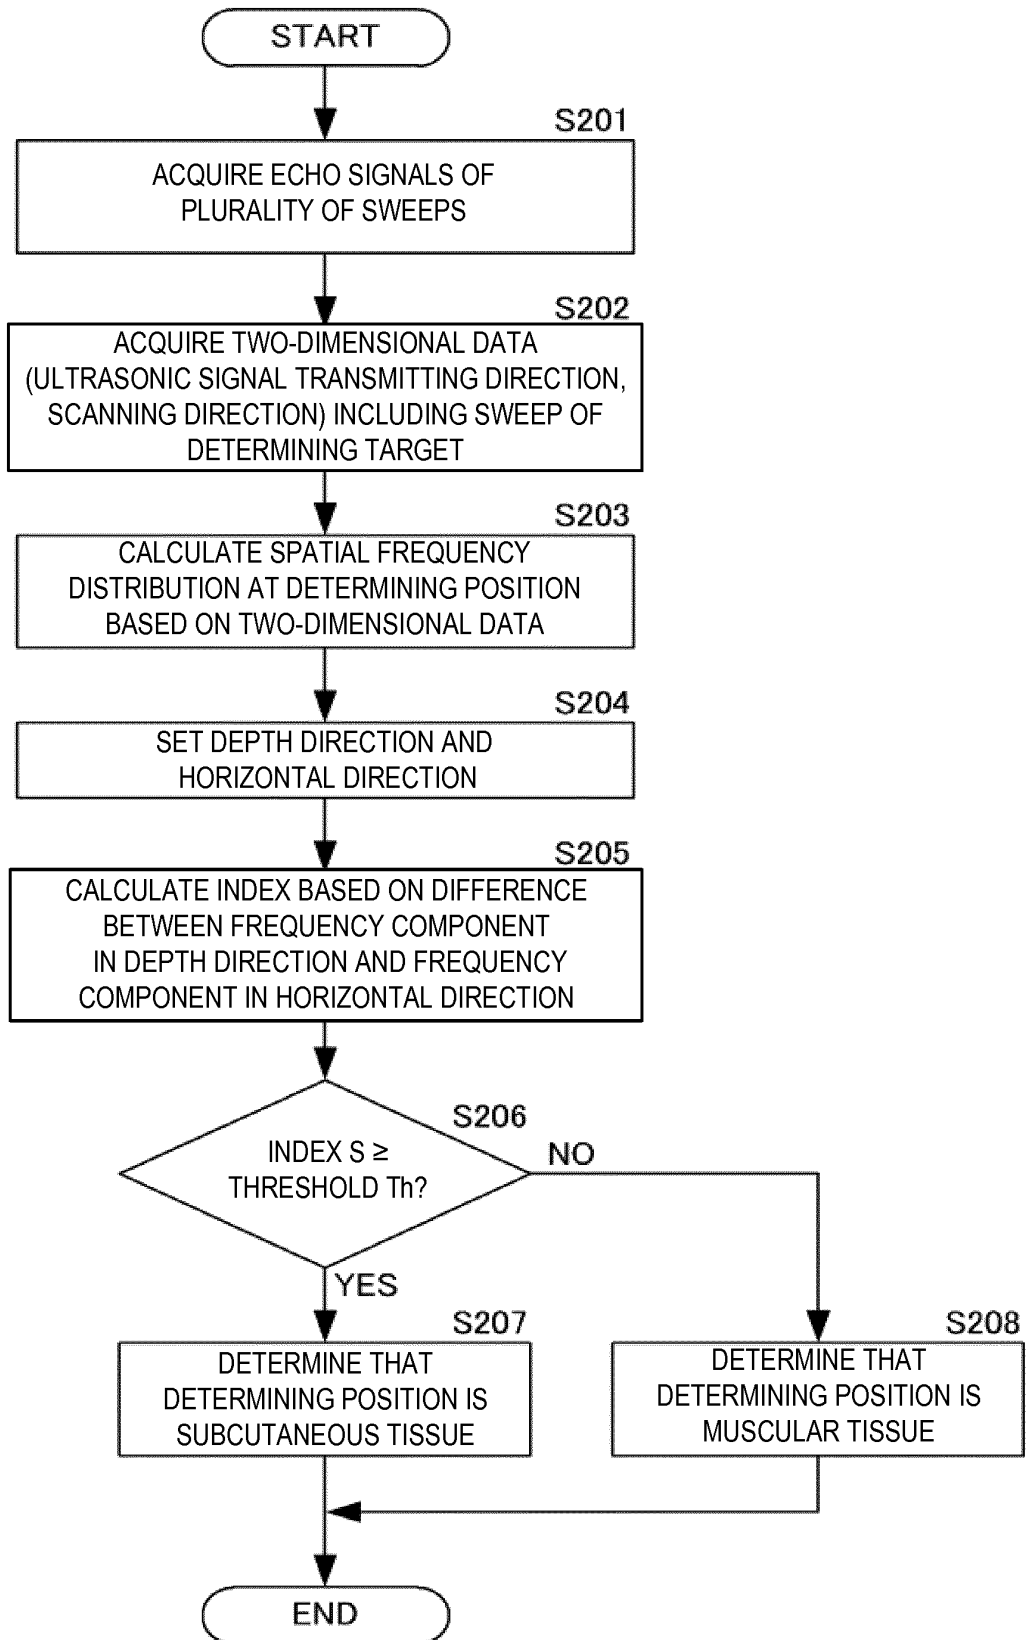 START
S201
ACQUIRE ECHO SIGNALS OF
PLURALITY OF SWEEPS
S202
ACQUIRE TWO-DIMENSIONAL DATA
(ULTRASONIC SIGNAL TRANSMITTING DIRECTION,
SCANNING DIRECTION) INCLUDING SWEEP OF
DETERMINING TARGET
S203
CALCULATE SPATIAL FREQUENCY
DISTRIBUTION AT DETERMINING POSITION
BASED ON TWO-DIMENSIONAL DATA
S204
SET DEPTH DIRECTION AND
HORIZONTAL DIRECTION
S205
CALCULATE INDEX BASED ON DIFFERENCE
BETWEEN FREQUENCY COMPONENT
IN DEPTH DIRECTION AND FREQUENCY
COMPONENT IN HORIZONTAL DIRECTION
S206
INDEX S ≥
THRESHOLD Th?
NO
YES
S207
DETERMINE THAT
DETERMINING POSITION IS
SUBCUTANEOUS TISSUE
S208
DETERMINE THAT
DETERMINING POSITION IS
MUSCULAR TISSUE
END